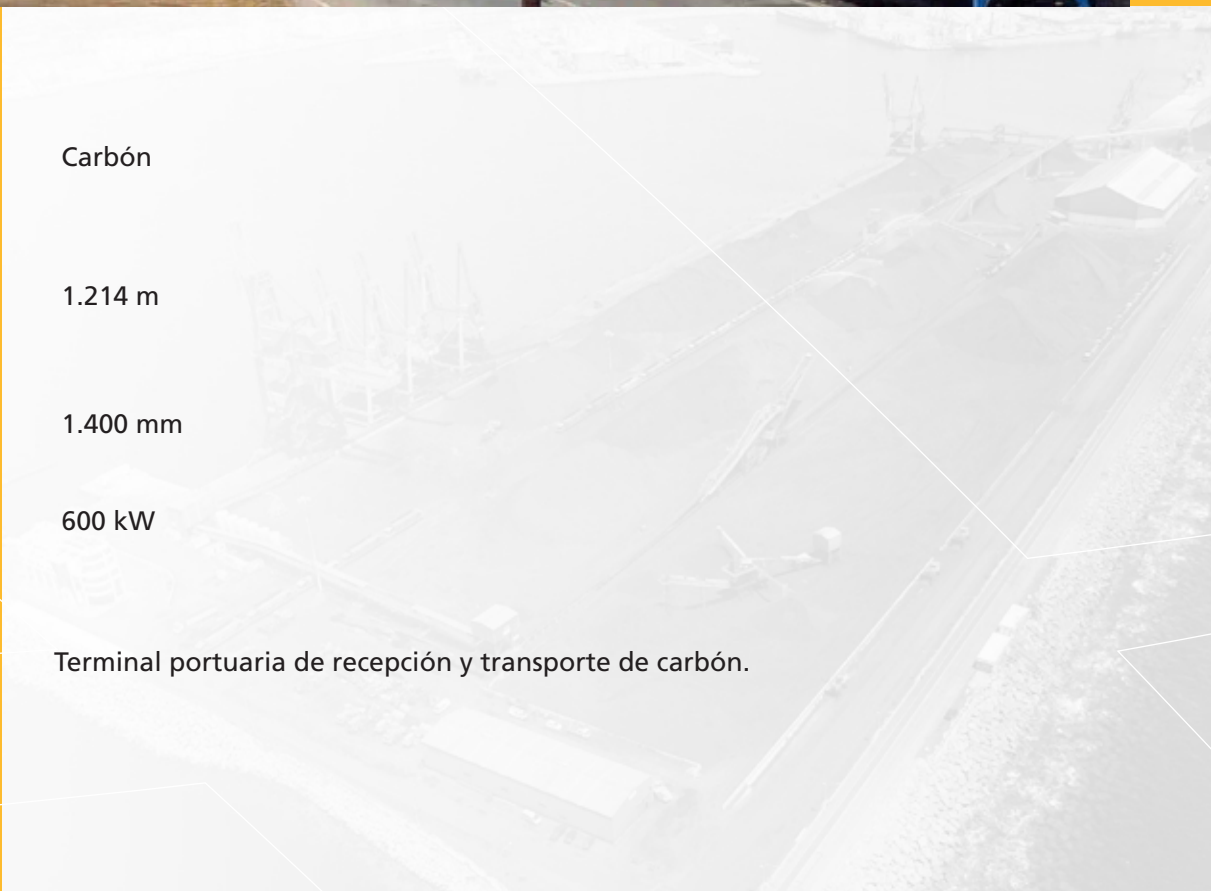 Carbón
1.214 m
1.400 mm
600 kW
Terminal portuaria de recepción y transporte de carbón.